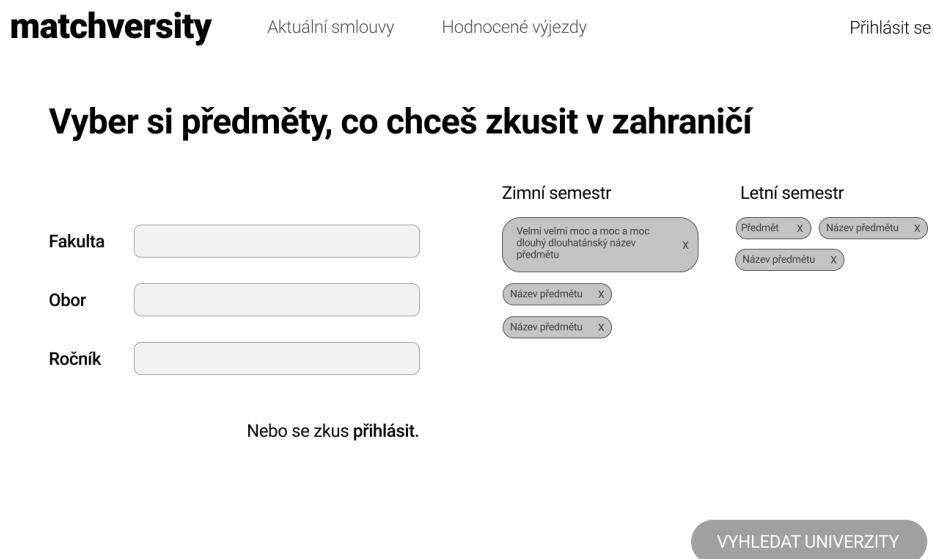 matchversity
Aktuální smlouvy
Hodnocené výjezdy
Přihlásit se
Vyber si předměty, co chceš zkusit v zahraničí
Fakulta
Obor
Ročník
Nebo se zkus přihlásit.
Zimní semestr
Velmi velmi moc a moc a moc
dlouhý dlouhatánský název
předmětu
X
Název předmětu X
Název předmětu X
Letní semestr
Předmět X
Název předmětu X
Název předmětu X
VYHLEDAT UNIVERZITY